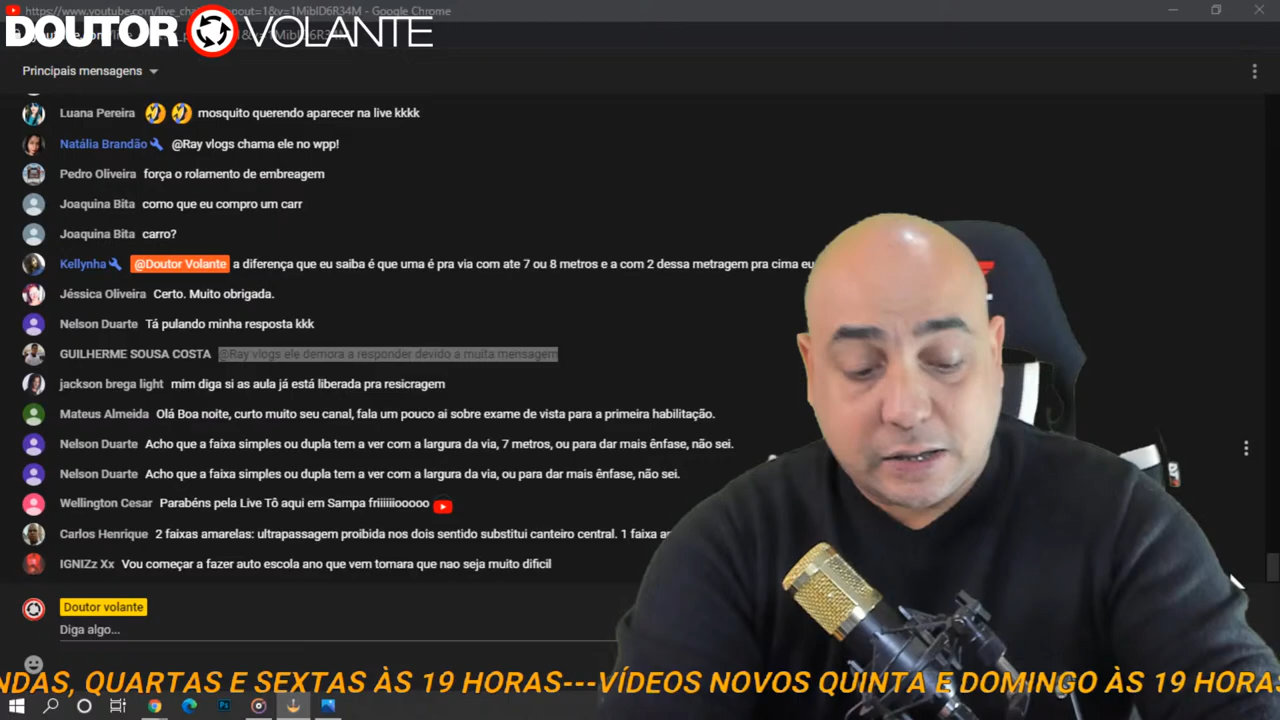 https://www.youtube.com/live_
DOUTOR VOLANTE
Principais mensagens
Luana Pereira mosquito querendo aparecer na live kkkk
Natália Brandão @Ray vlogs chama ele no wpp!
Pedro Oliveira força o rolamento de embreagem
Joaquina Bita como que eu compro um carr
Joaquina Bita carro?
Kellynha @Doutor Volante a diferença que eu saiba é que uma é pra via com ate 7 ou 8 metros e a com 2 dessa metragem pra cima eu
Jéssica Oliveira Certo. Muito obrigada.
Nelson Duarte Tá pulando minha resposta kkk
GUILHERME SOUSA COSTA @Ray vlogs ele demora a responder devido a muita mensagem
jackson brega light mim diga si as aula já está liberada pra resicragem
Mateus Almeida Olá Boa noite, curto muito seu canal, fala um pouco ai sobre exame de vista para a primeira habilitação.
Nelson Duarte Acho que a faixa simples ou dupla tem a ver com a largura da via, 7 metros, ou para dar mais ênfase, não sei.
Nelson Duarte Acho que a faixa simples ou dupla tem a ver com a largura da via, ou para dar mais ênfase, não sei.
Wellington Cesar Parabéns pela Live Tô aqui em Sampa friiiiiiooooo
Carlos Henrique 2 faixas amarelas: ultrapassagem proibida nos dois sentido substitui canteiro central. 1 faixa
IGNIZz Xx Vou começar a fazer auto escola ano que vem tomara que nao seja muito dificil
Doutor volante
Diga algo...
NDAS, QUARTAS E SEXTAS ÀS 19 HORAS---VÍDEOS NOVOS QUINTA E DOMINGO ÀS 19 HORAS